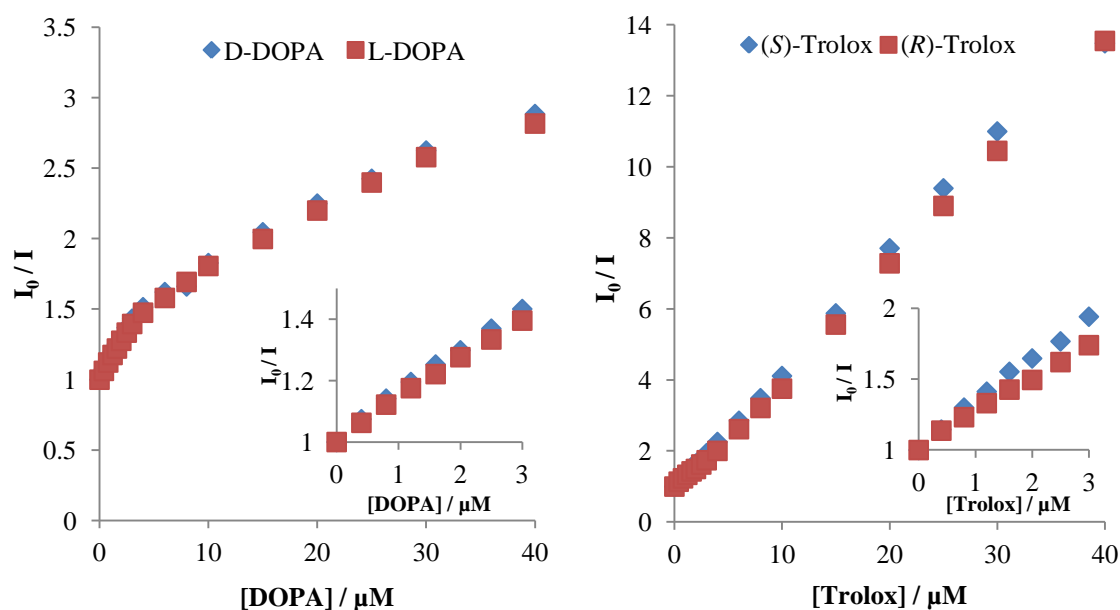 3.5
3
2.5
2
1.5
1
0.5
0
I0 / I
D-DOPA L-DOPA
0 10 20 30 40
[DOPA] / µM
1.4
1.2
1
I0 / I
0 1 2 3
[DOPA] / µM
14
12
10
8
6
4
2
0
I0 / I
(S)-Trolox (R)-Trolox
0 10 20 30 40
[Trolox] / µM
2
1.5
1
I0 / I
0 1 2 3
[Trolox] / µM